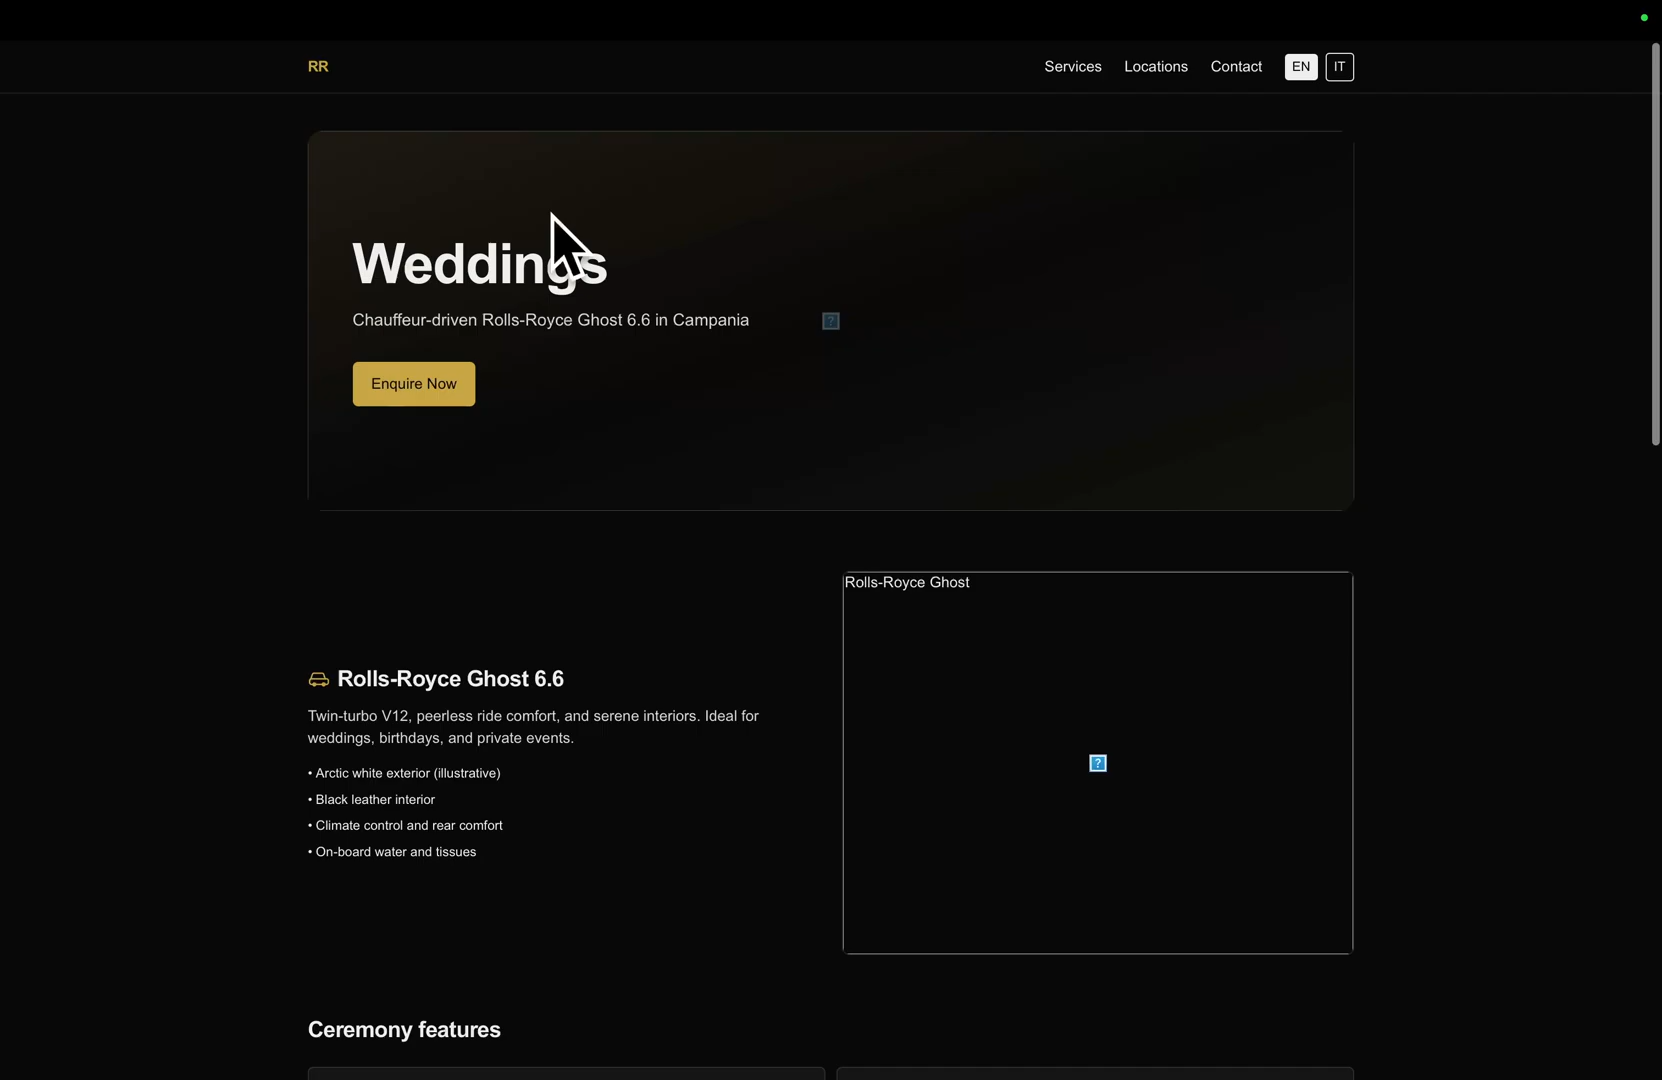 RR
Services
Locations
Contact
EN
IT
Weddings
Chauffeur-driven Rolls-Royce Ghost 6.6 in Campania
?
Enquire Now
Rolls-Royce Ghost
?
Rolls-Royce Ghost 6.6
Twin-turbo V12, peerless ride comfort, and serene interiors. Ideal for
weddings, birthdays, and private events.
• Arctic white exterior (illustrative)
• Black leather interior
• Climate control and rear comfort
• On-board water and tissues
Ceremony features